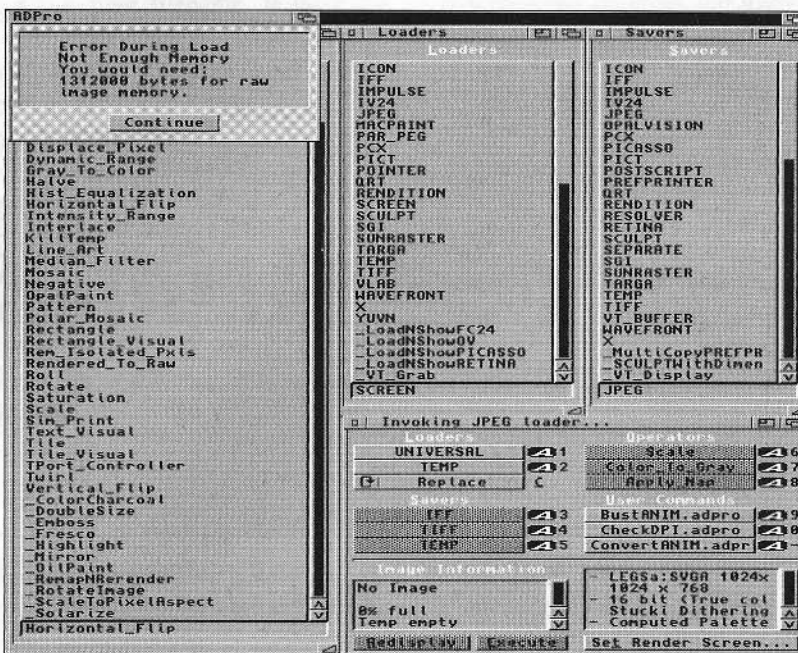 ADPro
Error During Load
Not Enough Memory
You would need:
1312000 bytes for raw
image memory.
Continue
Displace_Pixel
Dynamic_Range
Gray_To_Color
Halve
Hist_Equalization
Horizontal_Flip
Intensity_Range
Interlace
KillTemp
Line_Art
Median_Filter
Mosaic
Negative
OpalPaint
Pattern
Polar_Mosaic
Rectangle
Rectangle_Visual
Rem_Isolated_Pxls
Rendered_To_Raw
Roll
Rotate
Saturation
Scale
Sim_Print
Text_Visual
Tile
Tile_Visual
TPort_Controller
Twirl
Vertical_Flip
_ColorCharcoal
_DoubleSize
_Emboss
_Fresco
_Highlight
_Mirror
_OilPaint
_RemapNRerender
_RotateImage
_ScaleToPixelAspect
_Solarize
Horizontal_Flip
Loaders
Loaders
ICON
IFF
IMPULSE
IV24
JPEG
MACPAINT
PAR_PEG
PCX
PICT
POINTER
QRT
RENDITION
SCREEN
SCULPT
SGI
SUNRASTER
TARGA
TEMP
TIFF
VLAB
WAVEFRONT
X
YUVN
_LoadNShowFC24
_LoadNShowOV
_LoadNShowPICASSO
_LoadNShowRETINA
_VT_Grab
SCREEN
Savers
Savers
ICON
IFF
IMPULSE
IV24
JPEG
OPALVISION
PCX
PICASSO
PICT
POSTSCRIPT
PREFPRINTER
QRT
RENDITION
RESOLVER
RETINA
SCULPT
SEPARATE
SGI
SUNRASTER
TARGA
TEMP
TIFF
VT_BUFFER
WAVEFRONT
X
_MultiCopyPREFPR
_SCULPTWithDimen
_VT_Display
JPEG
Invoking JPEG loader...
Loaders
UNIVERSAL A 1
TEMP A 2
Replace C
Operators
Scale A 6
Color_To_Gray A 7
Apply_Map A 8
Savers
IFF A 3
TIFF A 4
TEMP A 5
User Commands
BustANIM.adpro A 9
CheckDPI.adpro A 0
ConvertANIM.adpr A -
Image Information
No Image
0% full
Temp empty
- LEGSa:SVGA 1024x
1024 x 768
- 16 bit (True col
Stucki Dithering
- Computed Palette
Redisplay
Execute
Set Render Screen...